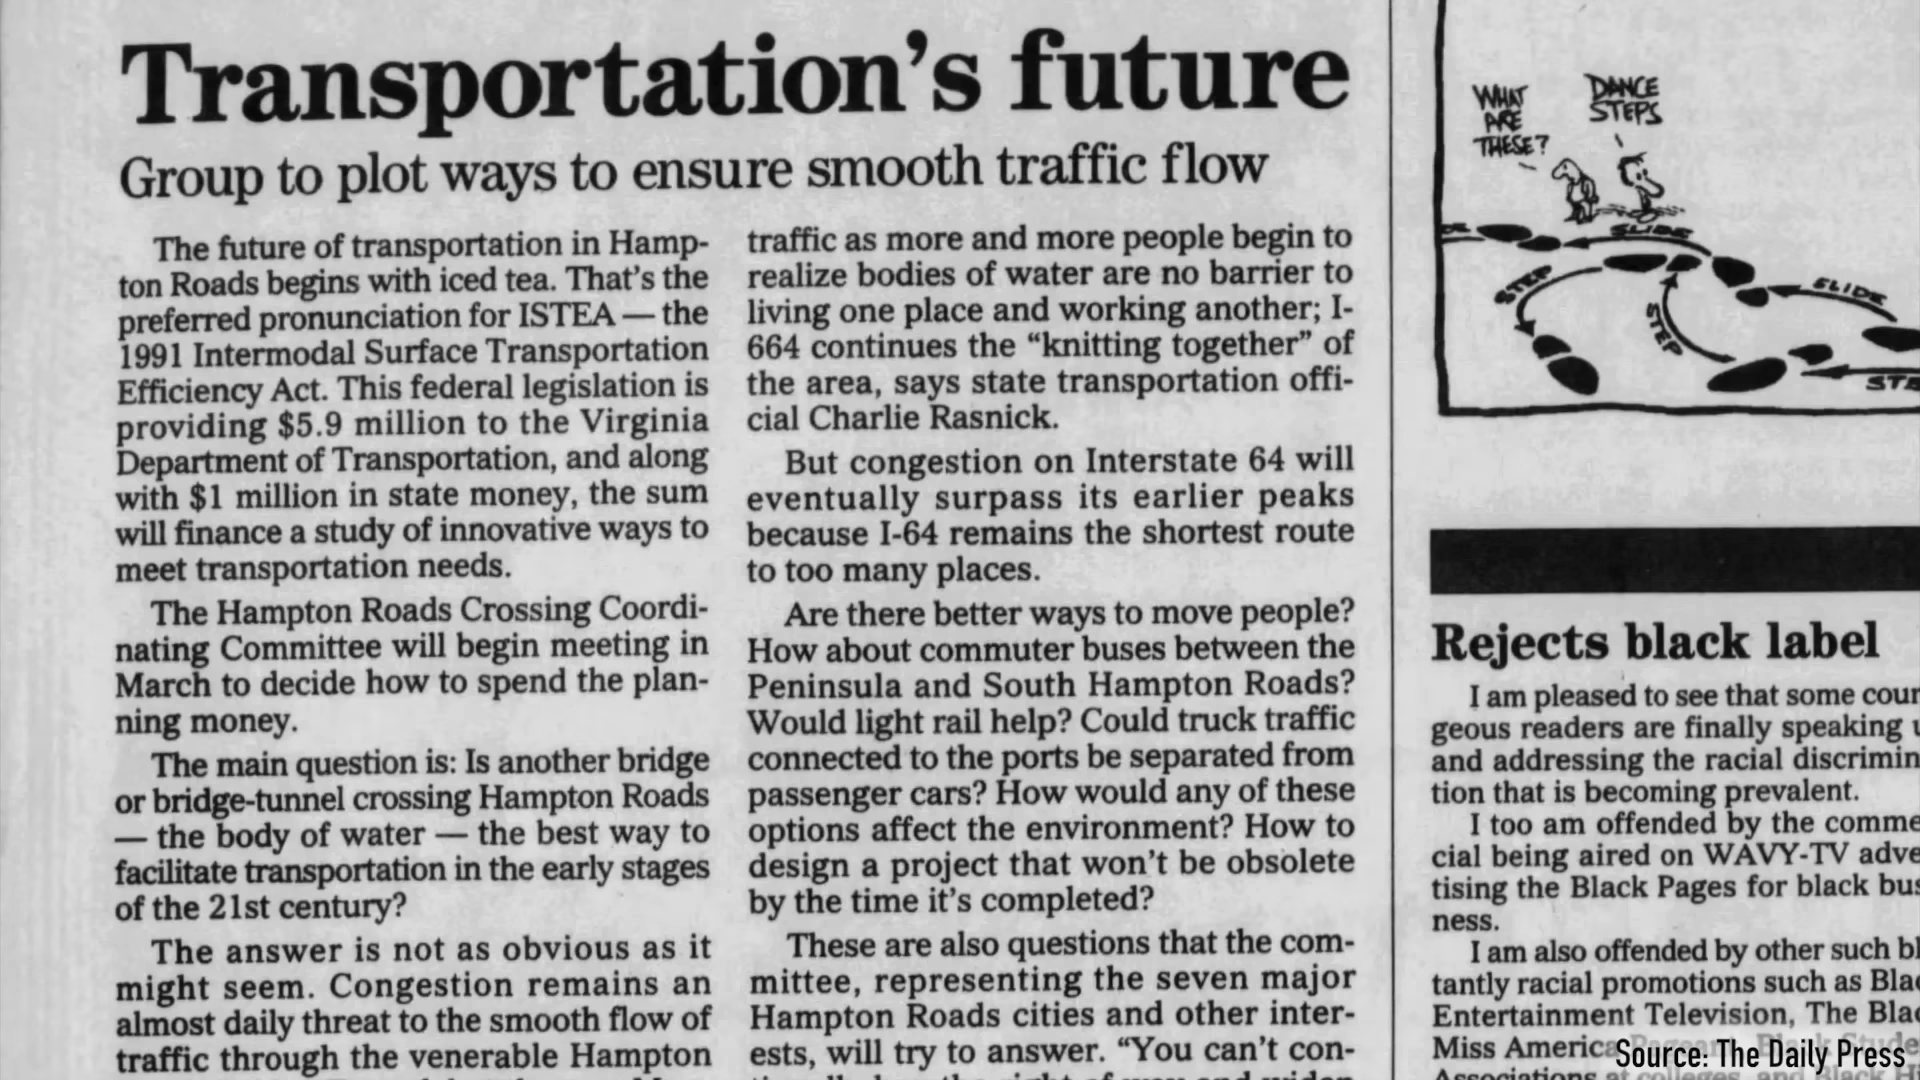 Transportation's future
Group to plot ways to ensure smooth traffic flow
The future of transportation in Hamp-
ton Roads begins with iced tea. That's the
preferred pronunciation for ISTEA — the
1991 Intermodal Surface Transportation
Efficiency Act. This federal legislation is
providing $5.9 million to the Virginia
Department of Transportation, and along
with $1 million in state money, the sum
will finance a study of innovative ways to
meet transportation needs.
The Hampton Roads Crossing Coordi-
nating Committee will begin meeting in
March to decide how to spend the plan-
ning money.
The main question is: Is another bridge
or bridge-tunnel crossing Hampton Roads
— the body of water — the best way to
facilitate transportation in the early stages
of the 21st century?
The answer is not as obvious as it
might seem. Congestion remains an
almost daily threat to the smooth flow of
traffic through the venerable Hampton
traffic as more and more people begin to
realize bodies of water are no barrier to
living one place and working another; I-
664 continues the "knitting together" of
the area, says state transportation offi-
cial Charlie Rasnick.
But congestion on Interstate 64 will
eventually surpass its earlier peaks
because I-64 remains the shortest route
to too many places.
Are there better ways to move people?
How about commuter buses between the
Peninsula and South Hampton Roads?
Would light rail help? Could truck traffic
connected to the ports be separated from
passenger cars? How would any of these
options affect the environment? How to
design a project that won't be obsolete
by the time it's completed?
These are also questions that the com-
mittee, representing the seven major
Hampton Roads cities and other inter-
ests, will try to answer. "You can't con-
WHAT
ARE
THESE?
DANCE
STEPS
SLIDE
STEP
STEP
SLIDE
STE
Rejects black label
I am pleased to see that some cour
geous readers are finally speaking
and addressing the racial discrimin
tion that is becoming prevalent.
I too am offended by the comme
cial being aired on WAVY-TV adve
tising the Black Pages for black bus
ness.
I am also offended by other such bl
tantly racial promotions such as Blac
Entertainment Television, The Blac
Miss America
Associations
Source: The Daily Press